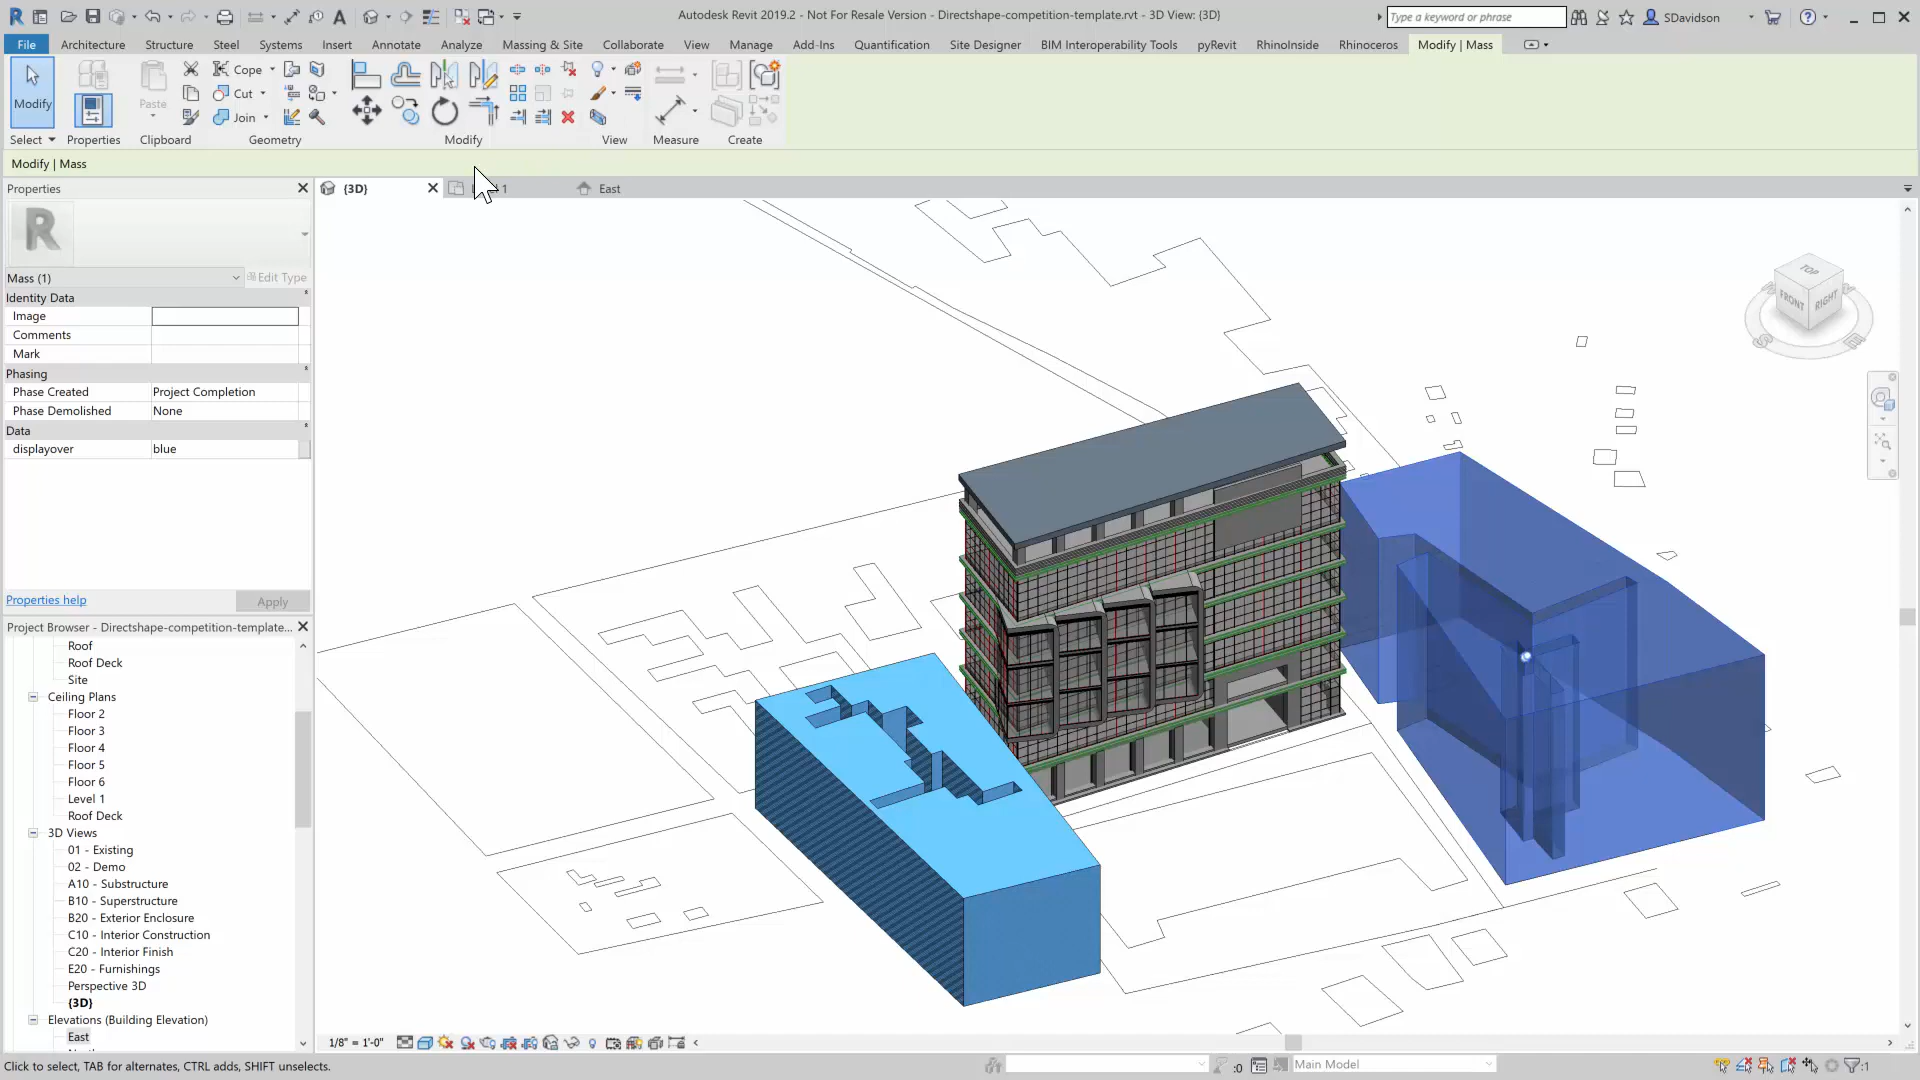 Autodesk Revit 2019.2 - Not For Resale Version - Directshape-competition-template.rvt - 3D View: {3D}
Type a keyword or phrase
SDavidson
File Architecture Structure Steel Systems Insert Annotate Analyze Massing & Site Collaborate View Manage Add-Ins Quantification Site Designer BIM Interoperability Tools pyRevit RhinoInside Rhinoceros Modify | Mass
Cope
Modify Paste Cut
Join
Select Properties Clipboard Geometry Modify View Measure Create
Modify | Mass
Properties
{3D} 1 East
R
Mass (1) Edit Type
Identity Data
Image
Comments
Mark
Phasing
Phase Created Project Completion
Phase Demolished None
Data
displayover blue
Properties help Apply
Project Browser - Directshape-competition-template...
Roof
Roof Deck
Site
Ceiling Plans
Floor 2
Floor 3
Floor 4
Floor 5
Floor 6
Level 1
Roof Deck
3D Views
01 - Existing
02 - Demo
A10 - Substructure
B10 - Superstructure
B20 - Exterior Enclosure
C10 - Interior Construction
C20 - Interior Finish
E20 - Furnishings
Perspective 3D
{3D}
Elevations (Building Elevation)
East
TOP
FRONT RIGHT
S E
1/8" = 1'-0"
Click to select, TAB for alternates, CTRL adds, SHIFT unselects.
:0 Main Model :1